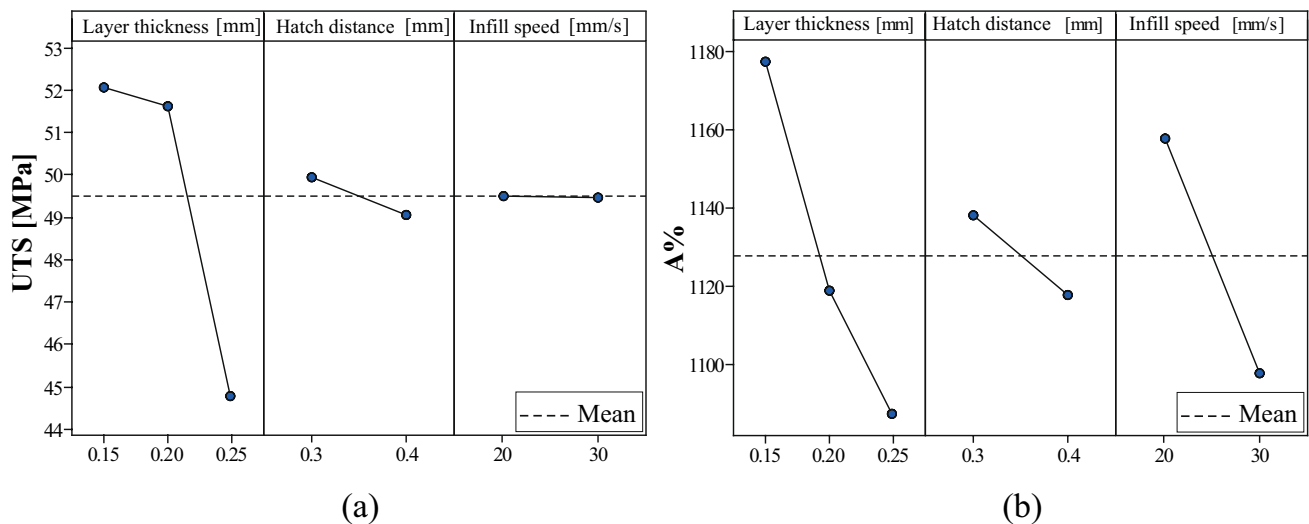 Layer thickness [mm]
Hatch distance [mm]
Infill speed [mm/s]
UTS [MPa]
53
52
51
50
49
48
47
46
45
44
Mean
0.15
0.20
0.25
0.3
0.4
20
30
(a)
Layer thickness [mm]
Hatch distance [mm]
Infill speed [mm/s]
A%
1180
1160
1140
1120
1100
Mean
0.15
0.20
0.25
0.3
0.4
20
30
(b)